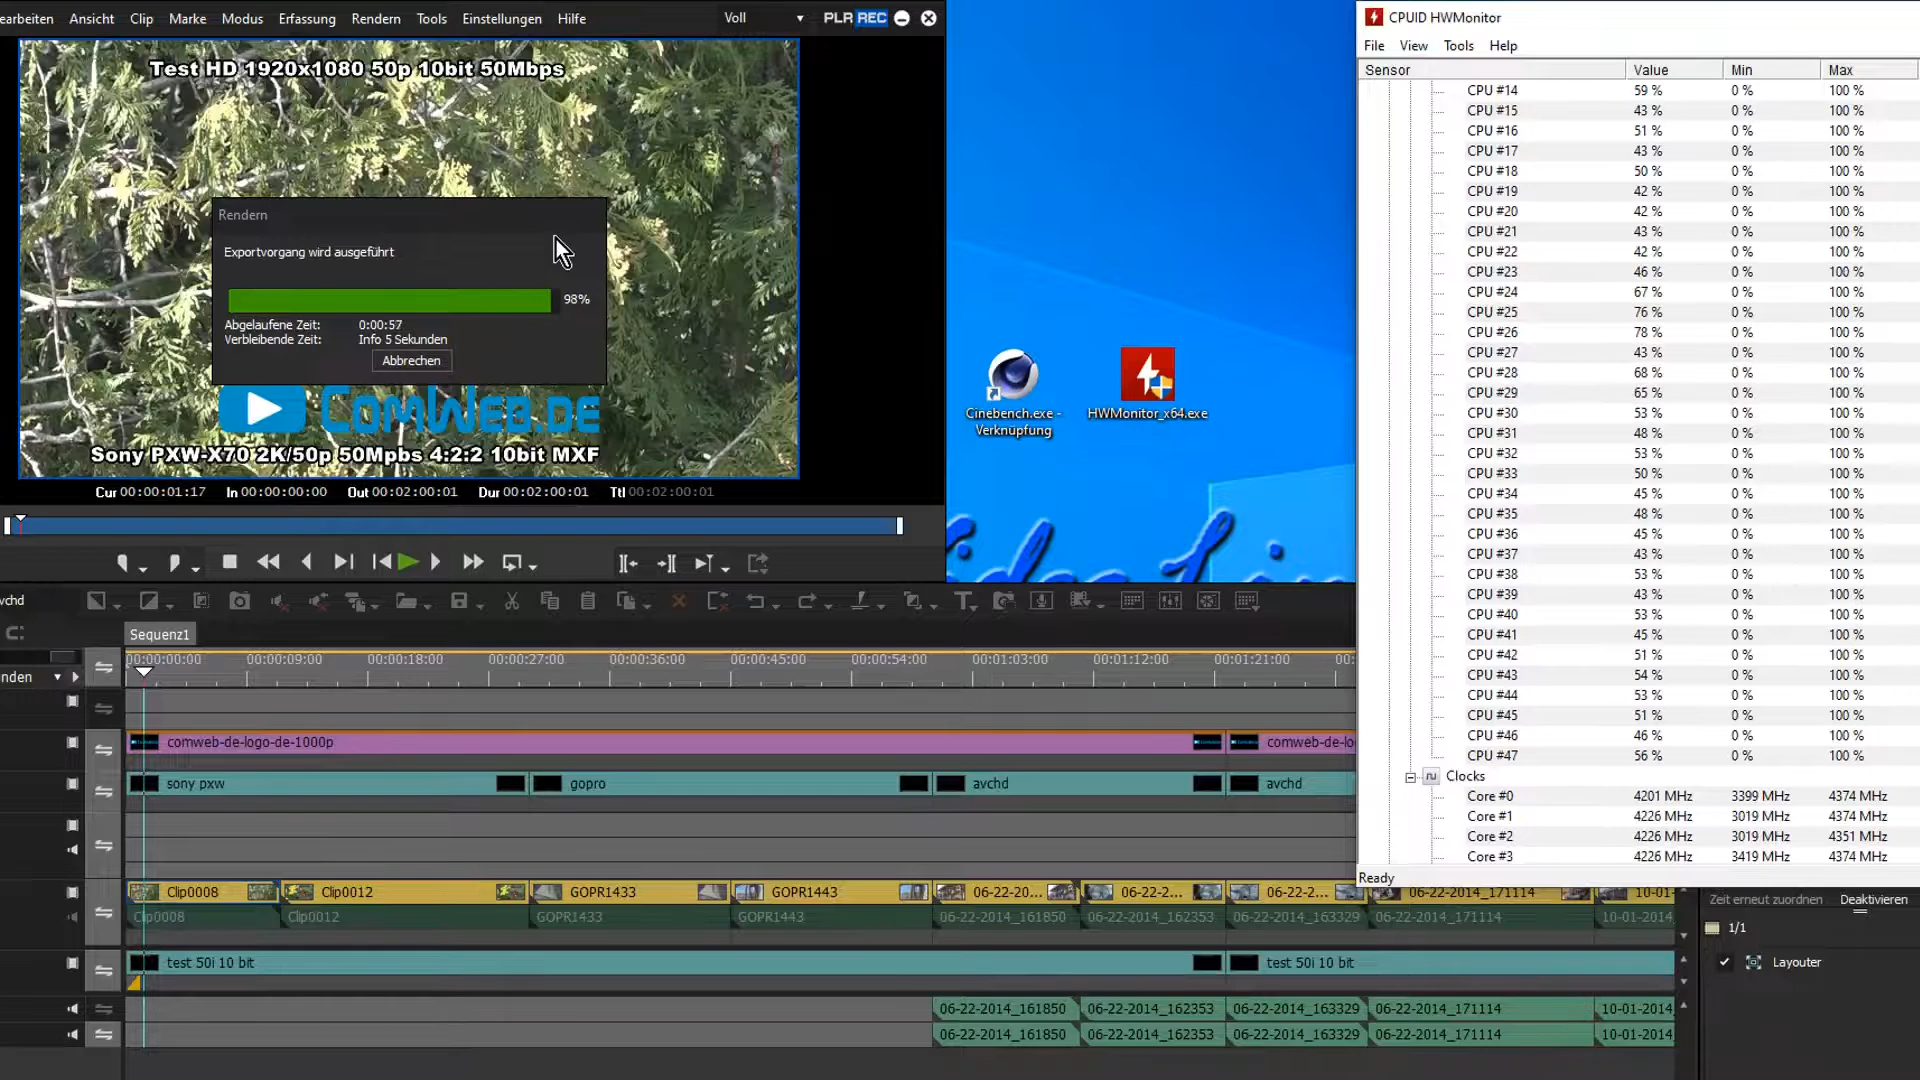 earbeiten Ansicht Clip Marke Modus Erfassung Rendern Tools Einstellungen Hilfe Voll PLR REC
Test HD 1920x1080 50p 10bit 50Mbps
Rendern
Exportvorgang wird ausgeführt
98%
Abgelaufene Zeit: 0:00:57
Verbleibende Zeit: Info 5 Sekunden
Abbrechen
COMWEB.DE
Sony PXW-X70 2K/50p 50Mpbs 4:2:2 10bit MXF
Cur 00:00:01:17 In 00:00:00:00 Out 00:02:00:01 Dur 00:02:00:01 Ttl 00:02:00:01
Cinebench.exe -
Verknüpfung
HWMonitor_x64.exe
CPUID HWMonitor
File View Tools Help
Sensor Value Min Max
CPU #14 59 % 0 % 100 %
CPU #15 43 % 0 % 100 %
CPU #16 51 % 0 % 100 %
CPU #17 43 % 0 % 100 %
CPU #18 50 % 0 % 100 %
CPU #19 42 % 0 % 100 %
CPU #20 42 % 0 % 100 %
CPU #21 43 % 0 % 100 %
CPU #22 42 % 0 % 100 %
CPU #23 46 % 0 % 100 %
CPU #24 67 % 0 % 100 %
CPU #25 76 % 0 % 100 %
CPU #26 78 % 0 % 100 %
CPU #27 43 % 0 % 100 %
CPU #28 68 % 0 % 100 %
CPU #29 65 % 0 % 100 %
CPU #30 53 % 0 % 100 %
CPU #31 48 % 0 % 100 %
CPU #32 53 % 0 % 100 %
CPU #33 50 % 0 % 100 %
CPU #34 45 % 0 % 100 %
CPU #35 48 % 0 % 100 %
CPU #36 45 % 0 % 100 %
CPU #37 43 % 0 % 100 %
CPU #38 53 % 0 % 100 %
CPU #39 43 % 0 % 100 %
CPU #40 53 % 0 % 100 %
CPU #41 45 % 0 % 100 %
CPU #42 51 % 0 % 100 %
CPU #43 54 % 0 % 100 %
CPU #44 53 % 0 % 100 %
CPU #45 51 % 0 % 100 %
CPU #46 46 % 0 % 100 %
CPU #47 56 % 0 % 100 %
Clocks
Core #0 4201 MHz 3399 MHz 4374 MHz
Core #1 4226 MHz 3019 MHz 4374 MHz
Core #2 4226 MHz 3019 MHz 4351 MHz
Core #3 4226 MHz 3419 MHz 4374 MHz
Ready
vchd
Sequenz1
00:00:00:00 00:00:09:00 00:00:18:00 00:00:27:00 00:00:36:00 00:00:45:00 00:00:54:00 00:01:03:00 00:01:12:00 00:01:21:00 00:
nden
comweb-de-logo-de-1000p comweb-de-lo
sony pxw gopro avchd avchd
Clip0008 Clip0012 GOPR1433 GOPR1443 06-22-20... 06-22-2... 06-22-2... 06-22-2014_171114 10-01
Clip0008 Clip0012 GOPR1433 GOPR1443 06-22-2014_161850 06-22-2014_162353 06-22-2014_163329 06-22-2014_171114 10-01-2014
test 50i 10 bit test 50i 10 bit
06-22-2014_161850 06-22-2014_162353 06-22-2014_163329 06-22-2014_171114 10-01-2014
06-22-2014_161850 06-22-2014_162353 06-22-2014_163329 06-22-2014_171114 10-01-2014
Zeit erneut zuordnen Deaktivieren
1/1
Layouter